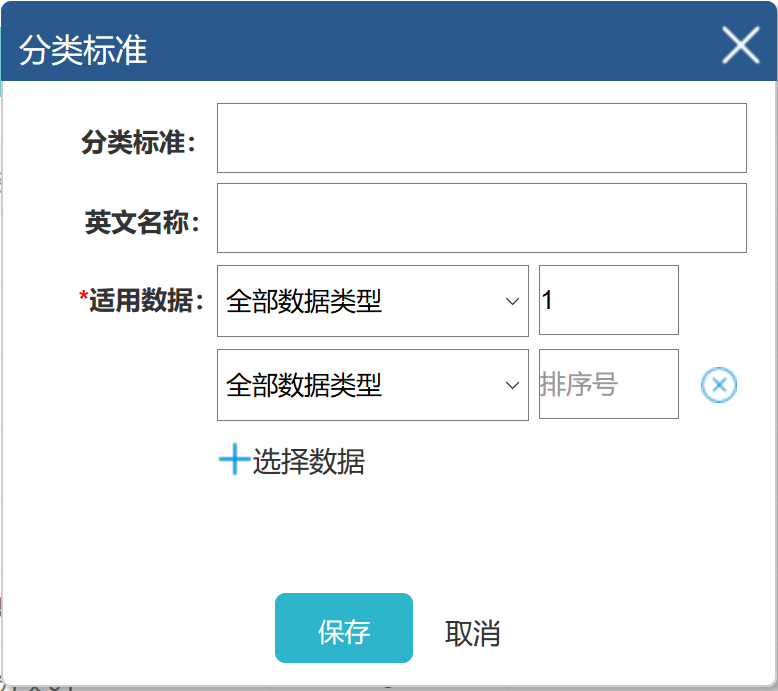 分类标准
分类标准：
英文名称：
*适用数据： 全部数据类型 1
全部数据类型 排序号
选择数据
保存 取消